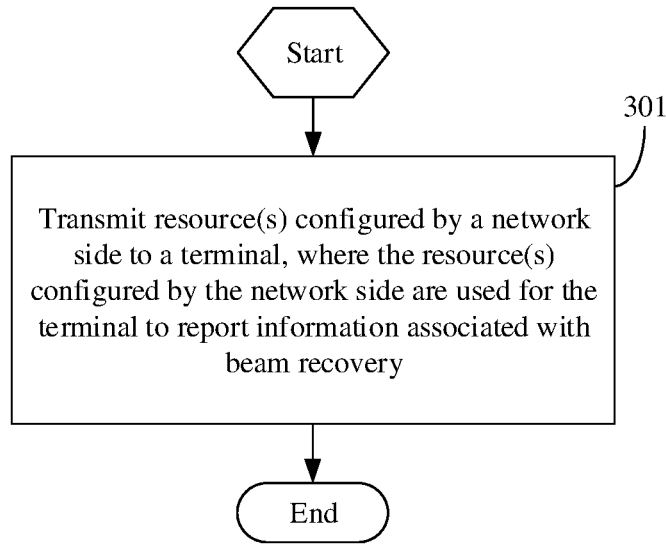 Start
301
Transmit resource(s) configured by a network
side to a terminal, where the resource(s)
configured by the network side are used for the
terminal to report information associated with
beam recovery
End